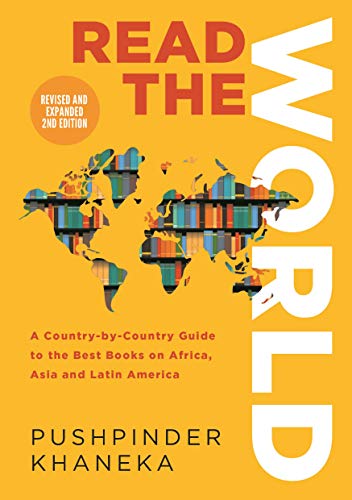 READ
THE
WORLD
REVISED AND
EXPANDED
2ND EDITION
A Country-by-Country Guide
to the Best Books on Africa,
Asia and Latin America
PUSHPINDER
KHANEKA